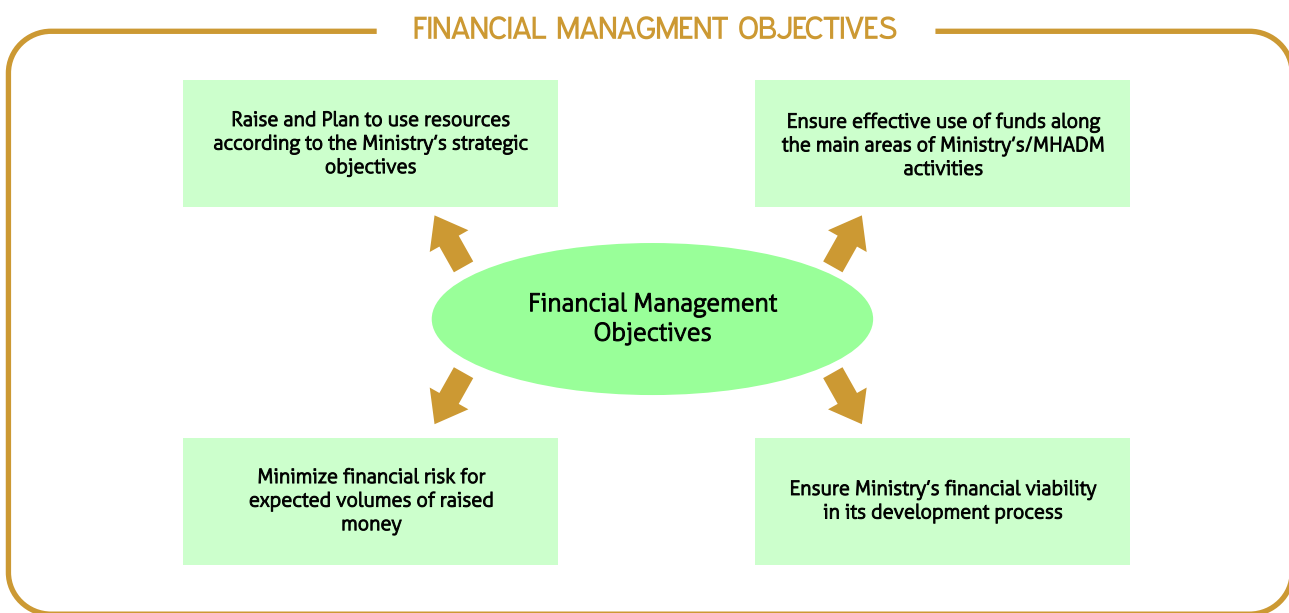 FINANCIAL MANAGMENT OBJECTIVES
Raise and Plan to use resources
according to the Ministry's strategic
objectives
Ensure effective use of funds along
the main areas of Ministry's/MHADM
activities
Financial Management
Objectives
Minimize financial risk for
expected volumes of raised
money
Ensure Ministry's financial viability
in its development process